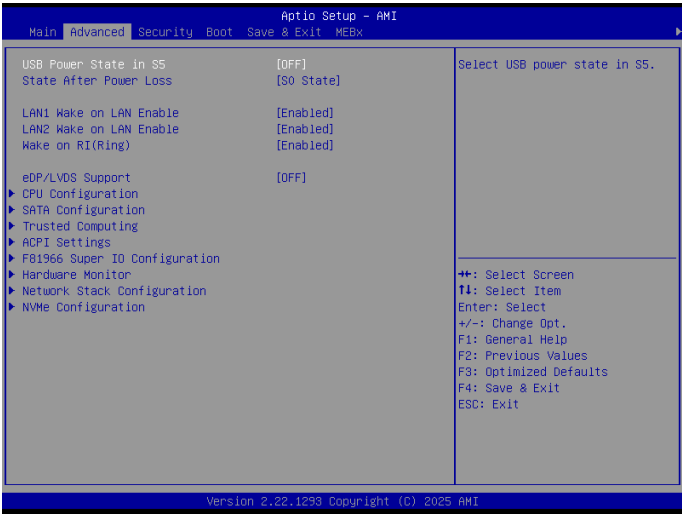 Aptio Setup – AMI
Main Advanced Security Boot Save & Exit MEBx
USB Power State in S5 [OFF]
State After Power Loss [S0 State]
LAN1 Wake on LAN Enable [Enabled]
LAN2 Wake on LAN Enable [Enabled]
Wake on RI(Ring) [Enabled]
eDP/LVDS Support [OFF]
CPU Configuration
SATA Configuration
Trusted Computing
ACPI Settings
F81966 Super IO Configuration
Hardware Monitor
Network Stack Configuration
NVMe Configuration
Select USB power state in S5.
→←: Select Screen
↑↓: Select Item
Enter: Select
+/-: Change Opt.
F1: General Help
F2: Previous Values
F3: Optimized Defaults
F4: Save & Exit
ESC: Exit
Version 2.22.1293 Copyright (C) 2025 AMI